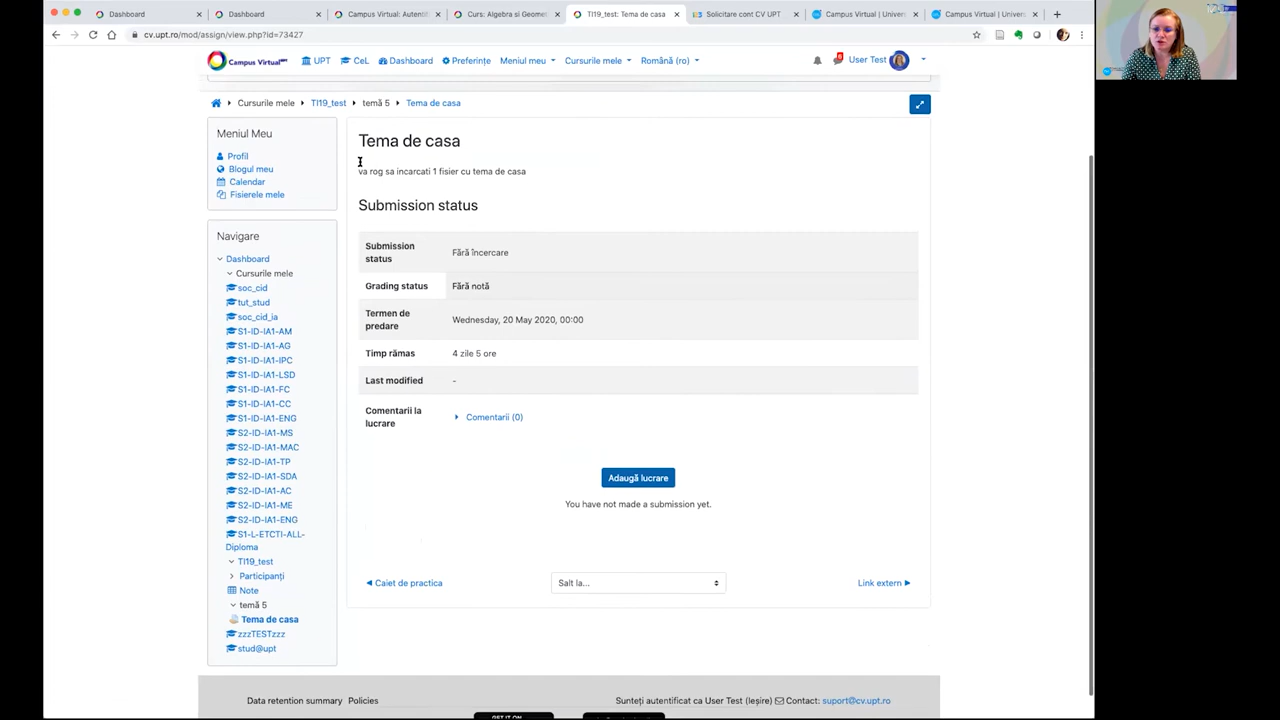 Dashboard
Dashboard
Campus Virtual: Autentif
Curs: Algebra si Geomet
TI19_test: Tema de casa
Solicitare cont CV UPT
Campus Virtual | Univers
Campus Virtual | Univers
cv.upt.ro/mod/assign/view.php?id=73427
Campus Virtual UPT CeL Dashboard Preferințe Meniul meu Cursurile mele Română (ro) User Test
Cursurile mele TI19_test temă 5 Tema de casa
Meniul Meu
Profil
Blogul meu
Calendar
Fisierele mele
Navigare
Dashboard
Cursurile mele
soc_cid
tut_stud
soc_cid_ia
S1-ID-IA1-AM
S1-ID-IA1-AG
S1-ID-IA1-IPC
S1-ID-IA1-LSD
S1-ID-IA1-FC
S1-ID-IA1-CC
S1-ID-IA1-ENG
S2-ID-IA1-MS
S2-ID-IA1-MAC
S2-ID-IA1-TP
S2-ID-IA1-SDA
S2-ID-IA1-AC
S2-ID-IA1-ME
S2-ID-IA1-ENG
S1-L-ETCTI-ALL-
Diploma
TI19_test
Participanți
Note
temă 5
Tema de casa
zzzTESTzzz
stud@upt
Tema de casa
va rog sa incarcati 1 fisier cu tema de casa
Submission status
Submission
status
Fără încercare
Grading status Fără notă
Termen de
predare
Wednesday, 20 May 2020, 00:00
Timp rămas 4 zile 5 ore
Last modified -
Comentarii la
lucrare
Comentarii (0)
Adaugă lucrare
You have not made a submission yet.
◀ Caiet de practica Salt la... Link extern ▶
Data retention summary Policies Sunteți autentificat ca User Test (Ieșire) Contact: suport@cv.upt.ro
GET IT ON